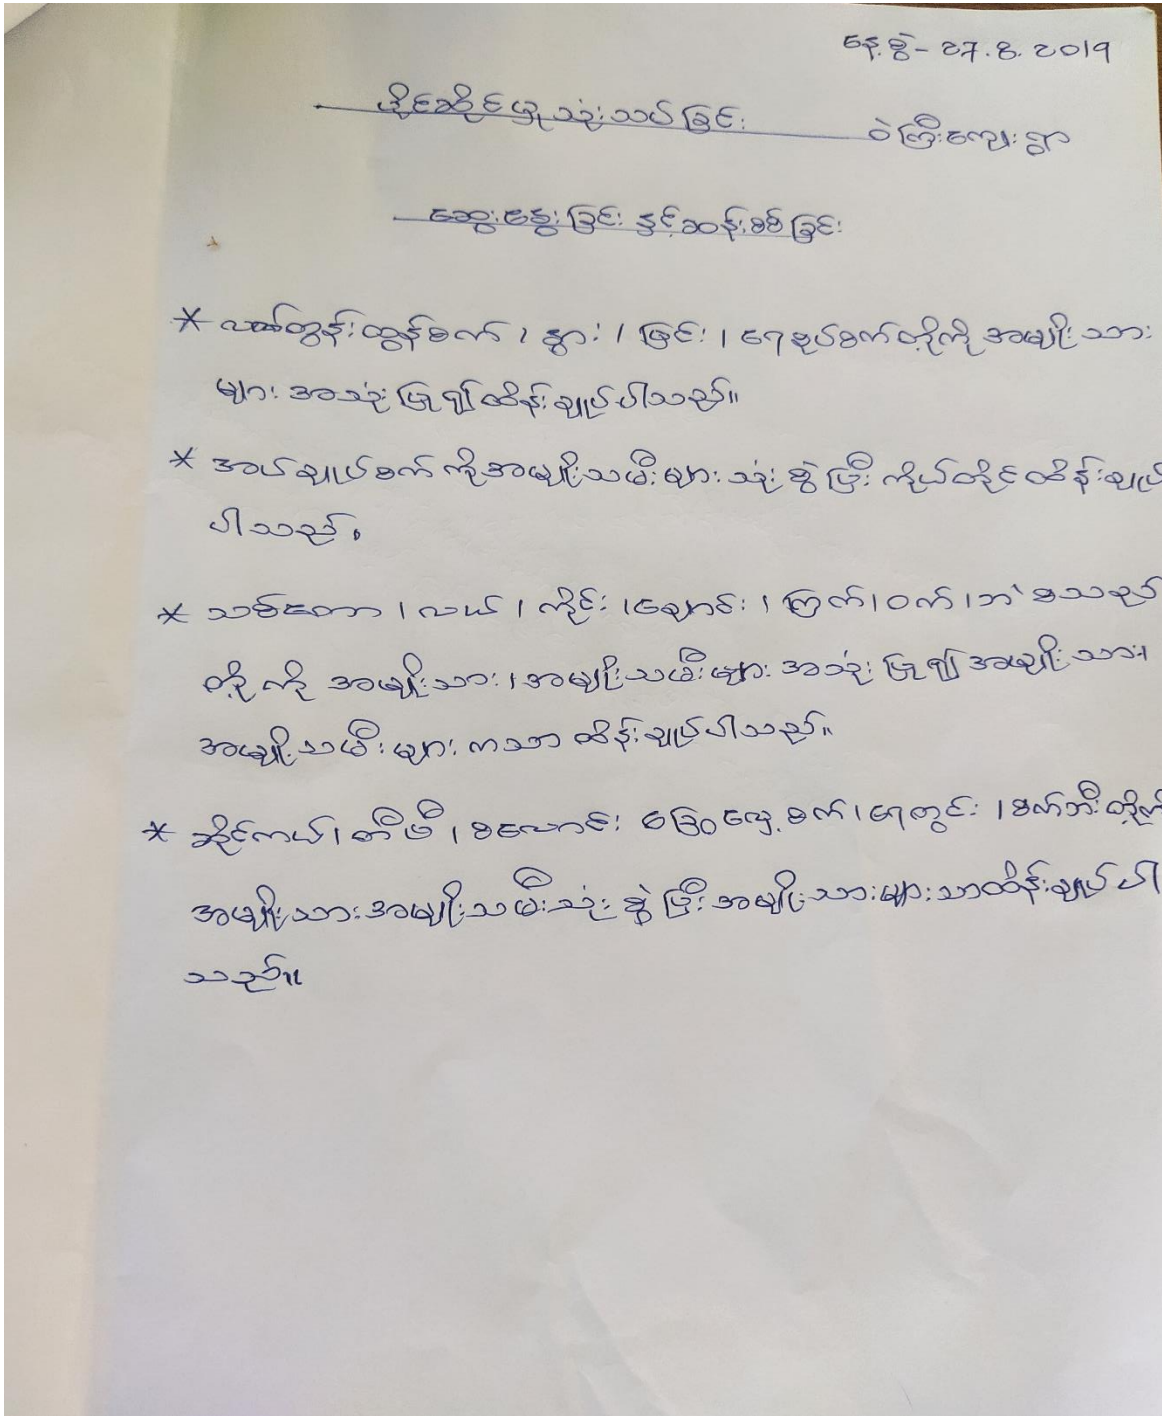 နေ့စွဲ- 27.8.2019
ပိုင်ဆိုင်မှု သုံးသပ်ခြင်း
ဝဲကြီးကျေးရွာ
ဆွေးနွေးခြင်း နှင့်ဆန်းစစ်ခြင်း
* လက်တွန်းထွန်စက်၊ နွား၊ ခြင်း၊ ရေစုပ်စက်တို့ကို အမျိုးသား
များ အသုံးပြု၍ထိန်းချုပ်ပါသည်။
* အပ်ချုပ်စက် ကိုအမျိုးသမီးများ သုံးစွဲပြီး ကိုယ်တိုင်ထိန်းချုပ်
ပါသည်။
* သစ်တော၊ လယ်၊ ကိုင်း၊ ချောင်း၊ ကြက်၊ ဝက်၊ ဘဲ စသည်
တို့ကို အမျိုးသား၊ အမျိုးသမီးများ အသုံးပြု၍ အမျိုးသား၊
အမျိုးသမီးများ ကသာ ထိန်းချုပ်ပါသည်။
* ဆိုင်ကယ်၊ တီဗီ၊ စလောင်း ခြွေလှေ့စက်၊ ရေတွင်း၊ စက်ဘီးတို့ကို
အမျိုးသားအမျိုးသမီးသုံးစွဲပြီးအမျိုးသားများသာထိန်းချုပ်ပါ
သည်။